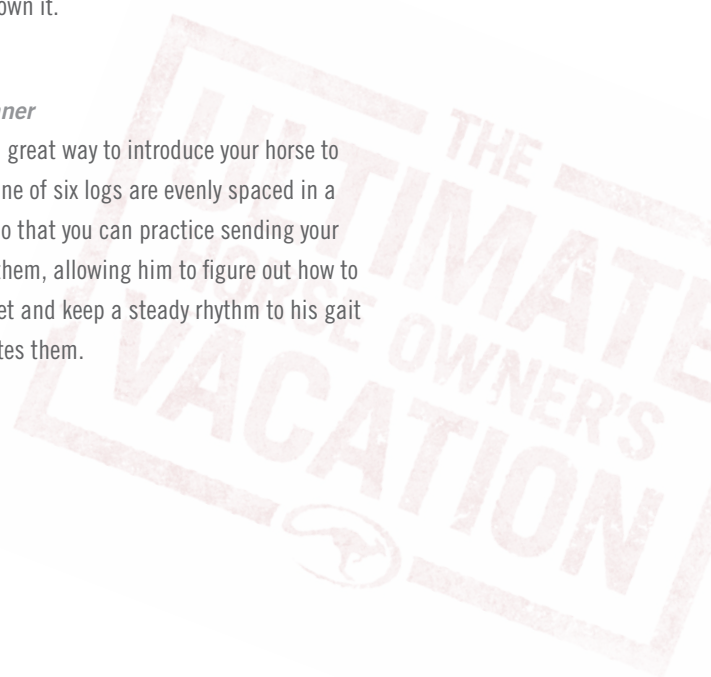 own it.
ner
great way to introduce your horse to
ne of six logs are evenly spaced in a
o that you can practice sending your
them, allowing him to figure out how to
et and keep a steady rhythm to his gait
tes them.
THE
ULTIMATE
HORSE OWNER'S
VACATION